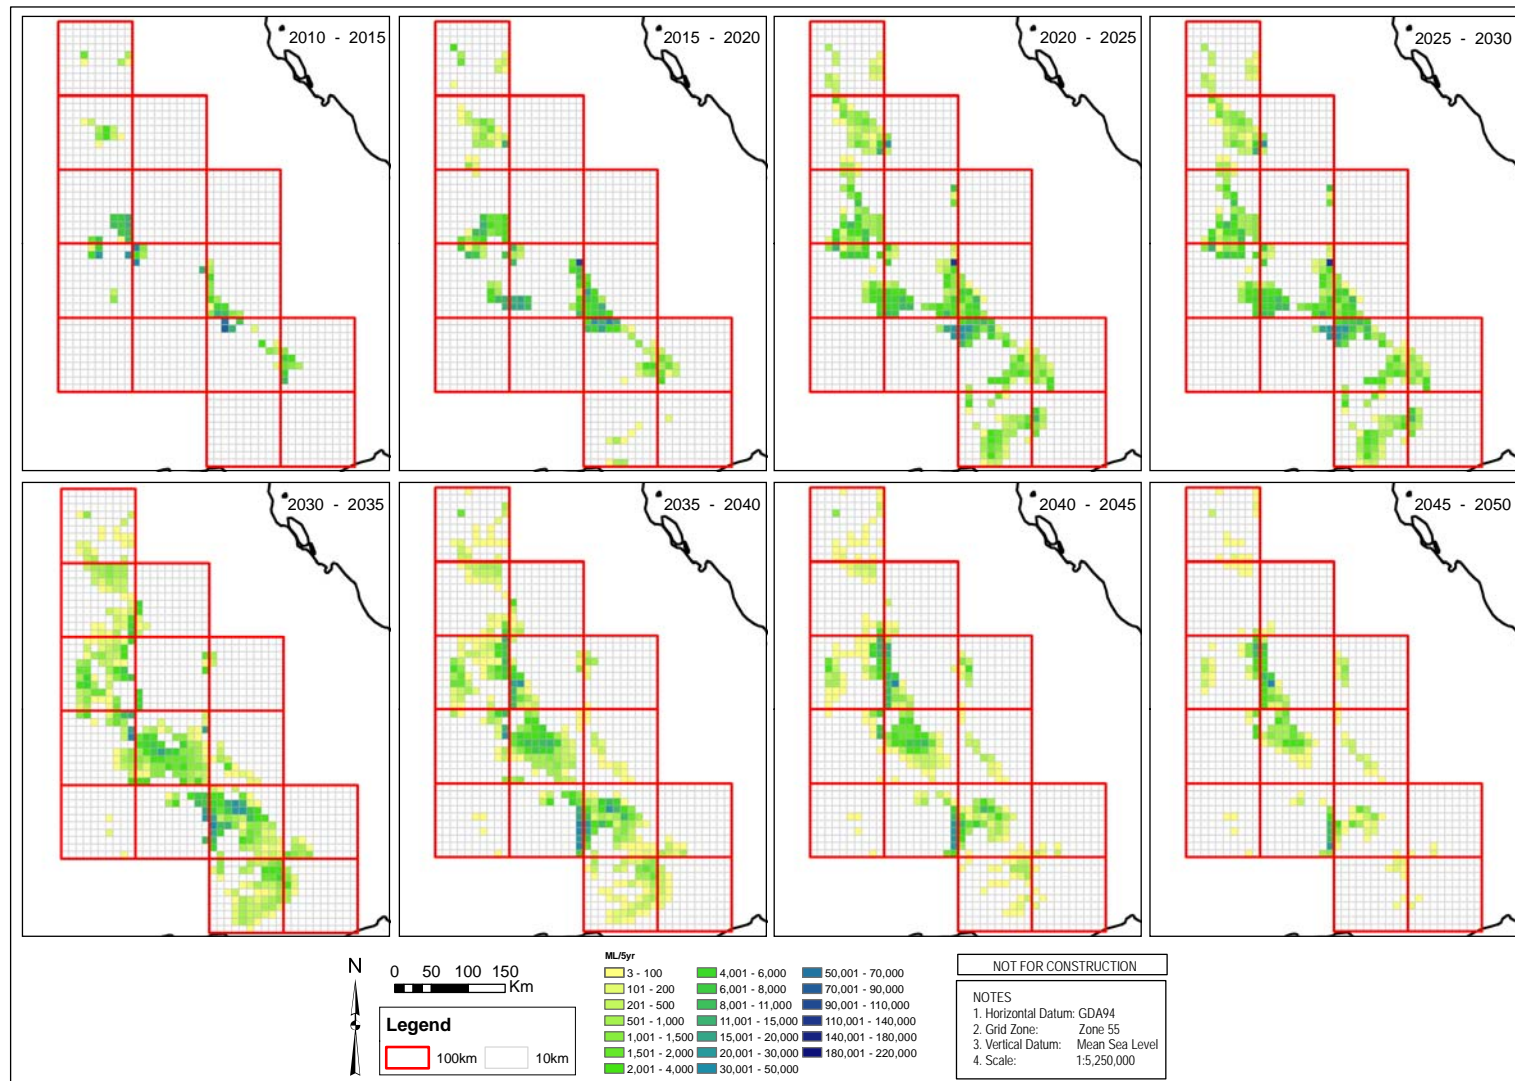 2010 - 2015
2015 - 2020
2020 - 2025
2025 - 2030
2030 - 2035
2035 - 2040
2040 - 2045
2045 - 2050
N
0 50 100 150
Km
Legend
100km 10km
ML/5yr
3 - 100
101 - 200
201 - 500
501 - 1,000
1,001 - 1,500
1,501 - 2,000
2,001 - 4,000
4,001 - 6,000
6,001 - 8,000
8,001 - 11,000
11,001 - 15,000
15,001 - 20,000
20,001 - 30,000
30,001 - 50,000
50,001 - 70,000
70,001 - 90,000
90,001 - 110,000
110,001 - 140,000
140,001 - 180,000
180,001 - 220,000
NOT FOR CONSTRUCTION
NOTES
1. Horizontal Datum: GDA94
2. Grid Zone: Zone 55
3. Vertical Datum: Mean Sea Level
4. Scale: 1:5,250,000